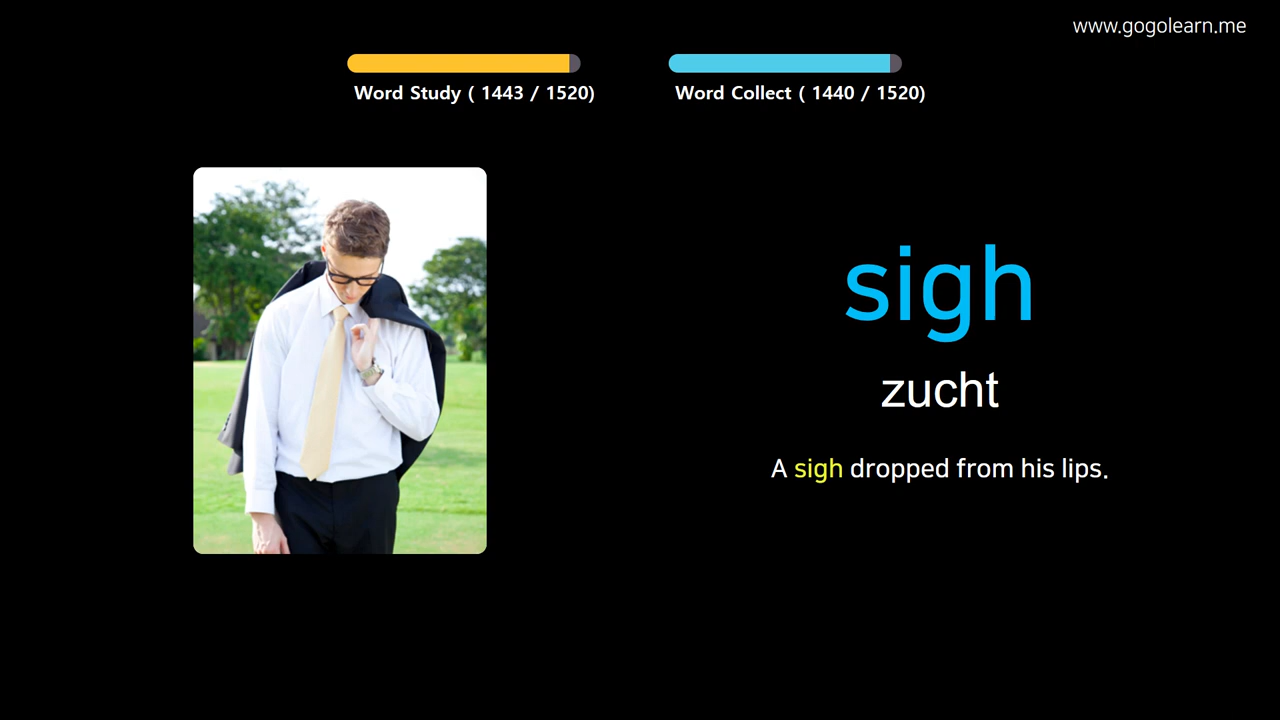 www.gogolearn.me
Word Study ( 1443 / 1520)
Word Collect ( 1440 / 1520)
sigh
zucht
A sigh dropped from his lips.